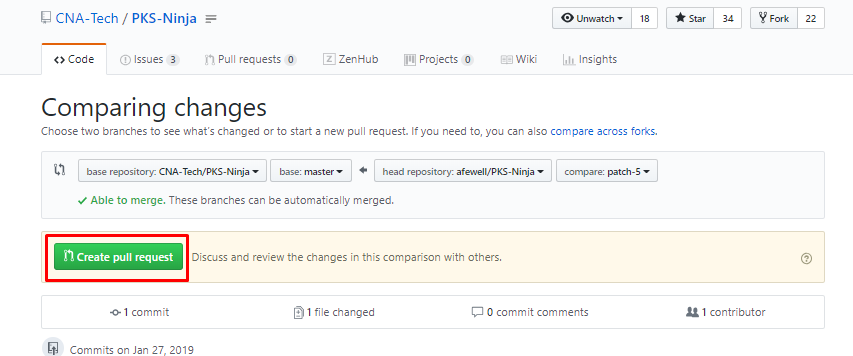 CNA-Tech / PKS-Ninja
Unwatch 18 Star 34 Fork 22
Code Issues 3 Pull requests 0 ZenHub Projects 0 Wiki Insights
Comparing changes
Choose two branches to see what's changed or to start a new pull request. If you need to, you can also compare across forks.
base repository: CNA-Tech/PKS-Ninja base: master head repository: afewell/PKS-Ninja compare: patch-5
Able to merge. These branches can be automatically merged.
Create pull request Discuss and review the changes in this comparison with others.
1 commit 1 file changed 0 commit comments 1 contributor
Commits on Jan 27, 2019